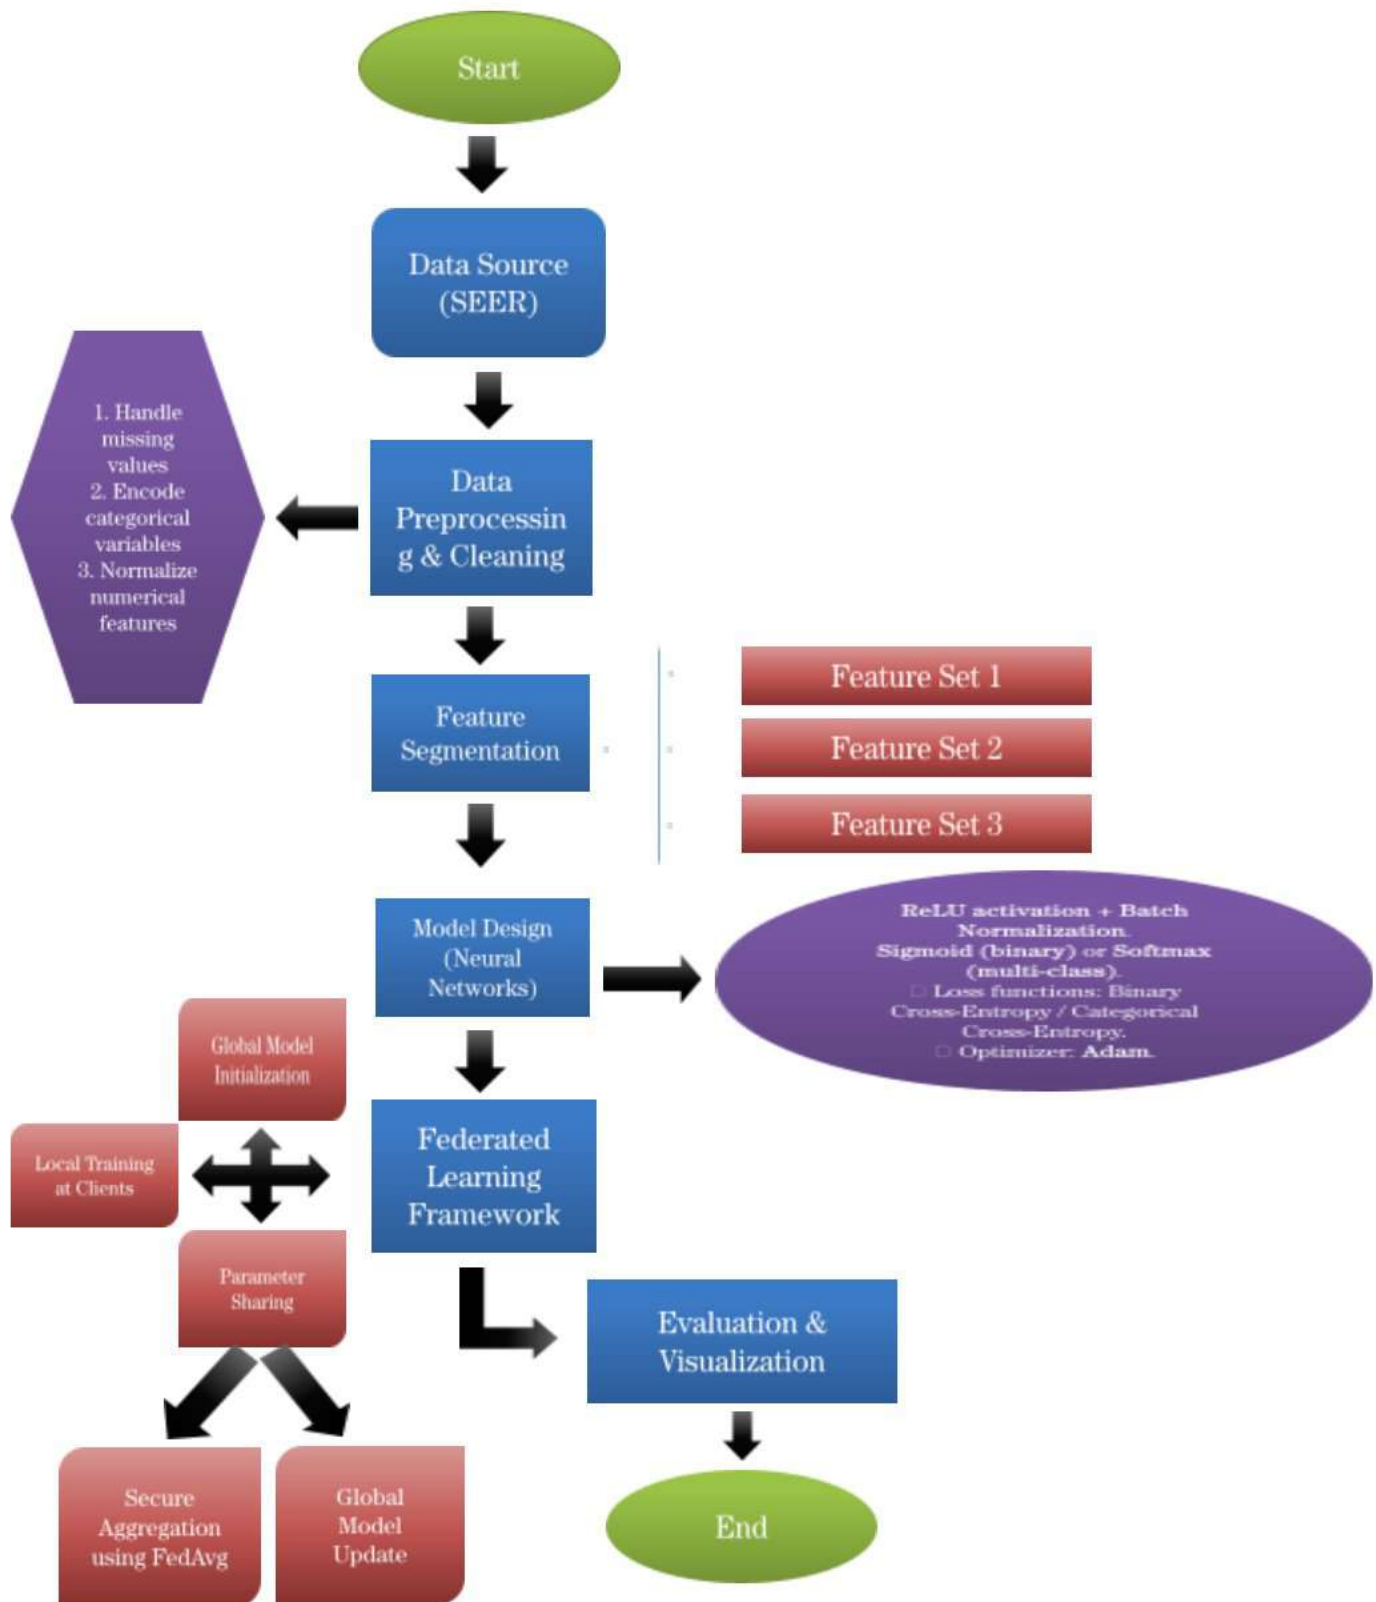 Start
Data Source
(SEER)
1. Handle
missing
values
2. Encode
categorical
variables
3. Normalize
numerical
features
Data
Preprocessin
g & Cleaning
Feature
Segmentation
Feature Set 1
Feature Set 2
Feature Set 3
Model Design
(Neural
Networks)
ReLU activation + Batch
Normalization.
Sigmoid (binary) or Softmax
(multi-class).
□ Loss functions: Binary
Cross-Entropy / Categorical
Cross-Entropy.
□ Optimizer: Adam.
Global Model
Initialization
Local Training
at Clients
Parameter
Sharing
Federated
Learning
Framework
Evaluation &
Visualization
Secure
Aggregation
using FedAvg
Global
Model
Update
End